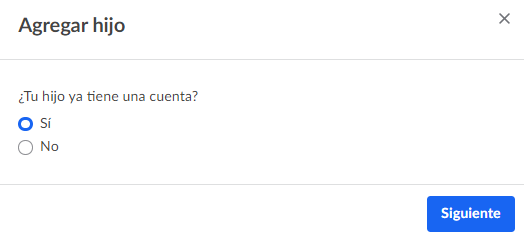 Agregar hijo
¿Tu hijo ya tiene una cuenta?
Sí
No
Siguiente